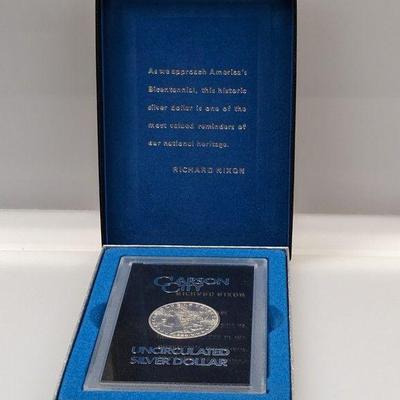 As we approach America's
Bicentennial, this historic
silver dollar is one of the
most valued reminders of
our national heritage.
RICHARD NIXON
CARSON
CITY
RICHARD NIXON
UNCIRCULATED
SILVER DOLLAR